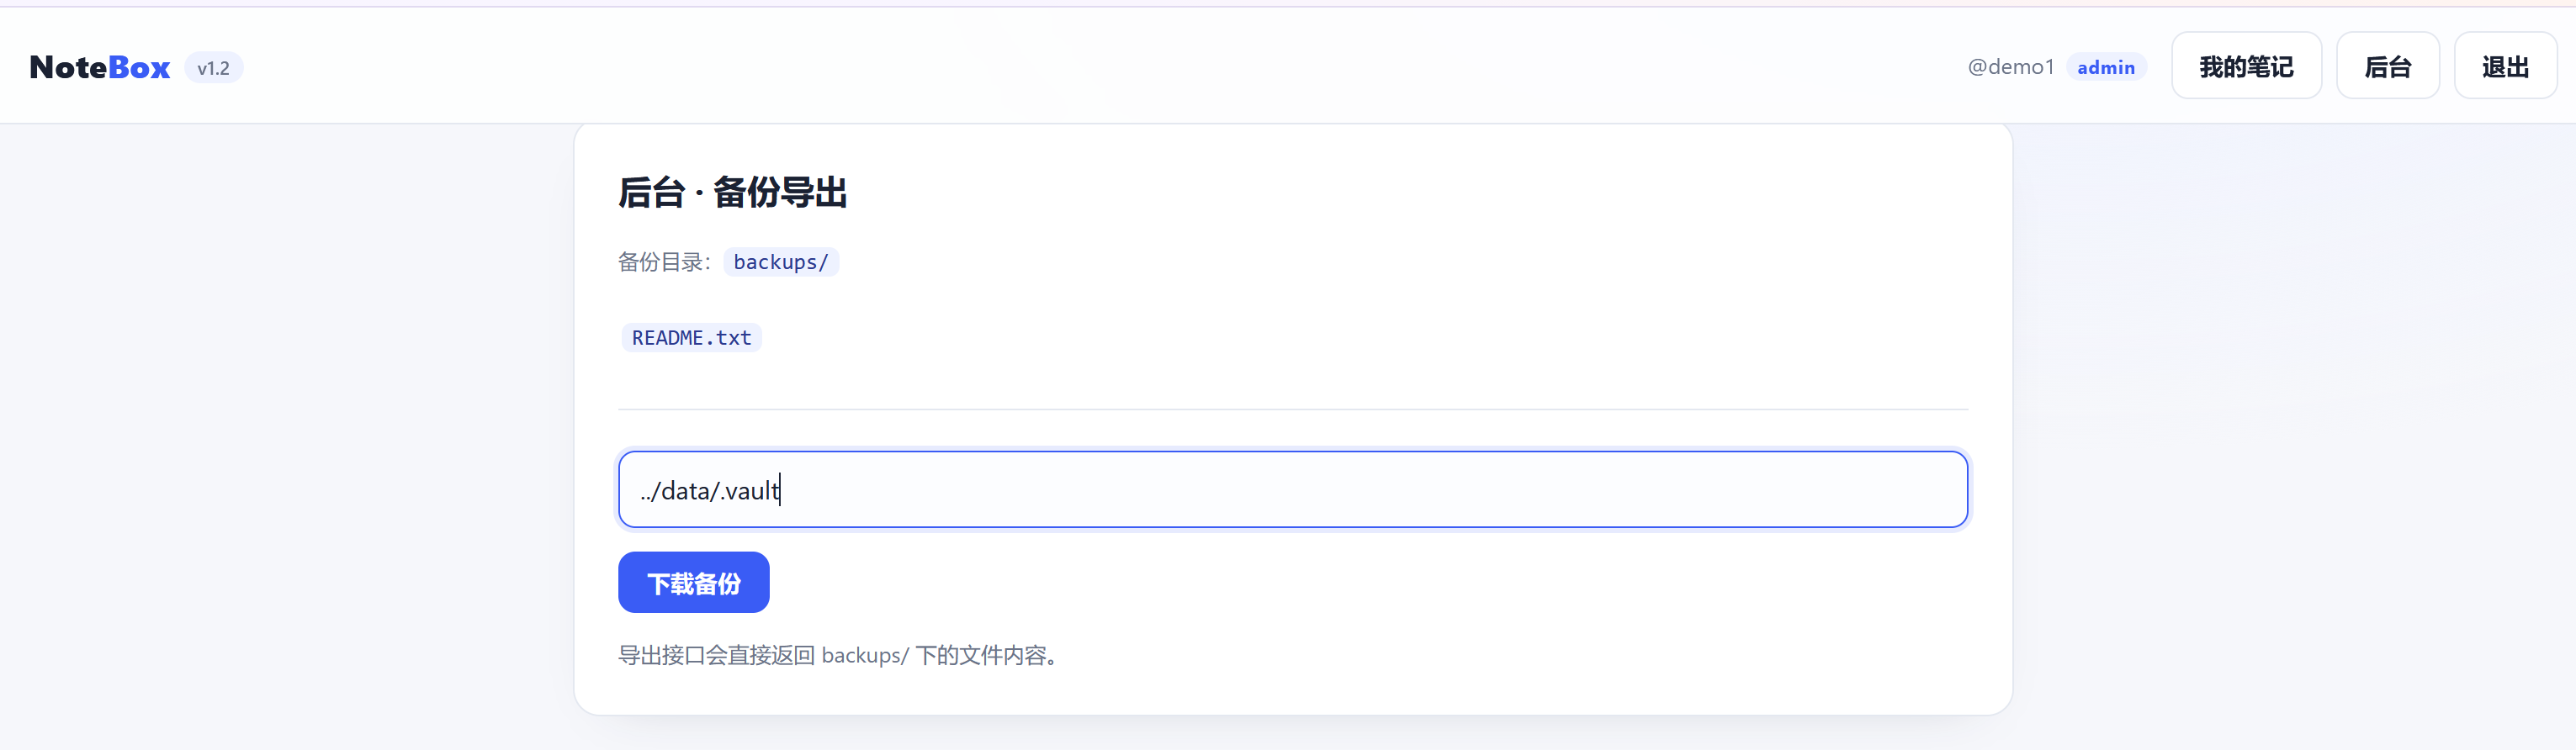 NoteBox v1.2 @demo1 admin 我的笔记 后台 退出
后台 · 备份导出
备份目录： backups/
README.txt
../data/.vault
下载备份
导出接口会直接返回 backups/ 下的文件内容。